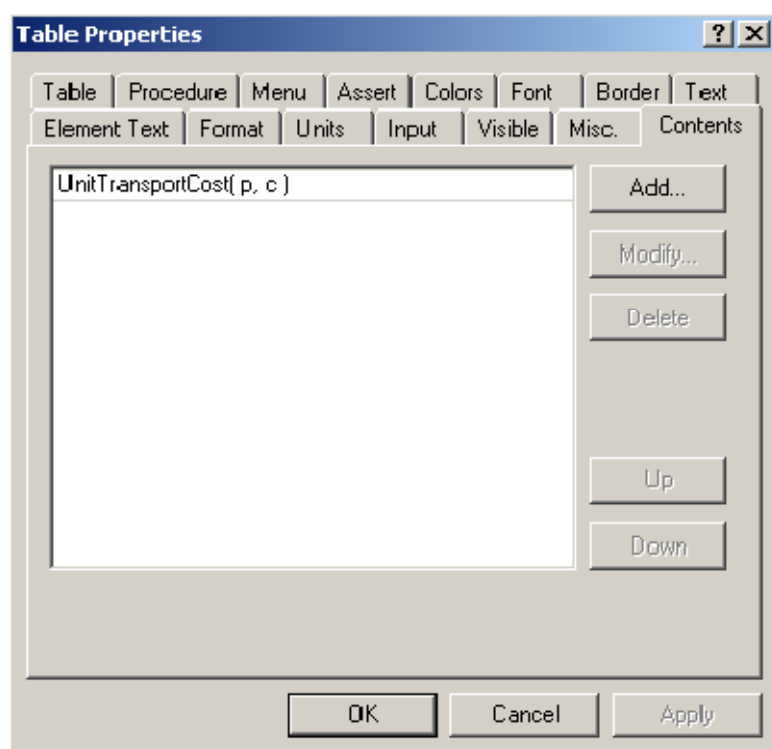 Table Properties
Table Procedure Menu Assert Colors Font Border Text
Element Text Format Units Input Visible Misc. Contents
UnitTransportCost( p, c )
Add...
Modify...
Delete
Up
Down
OK Cancel Apply